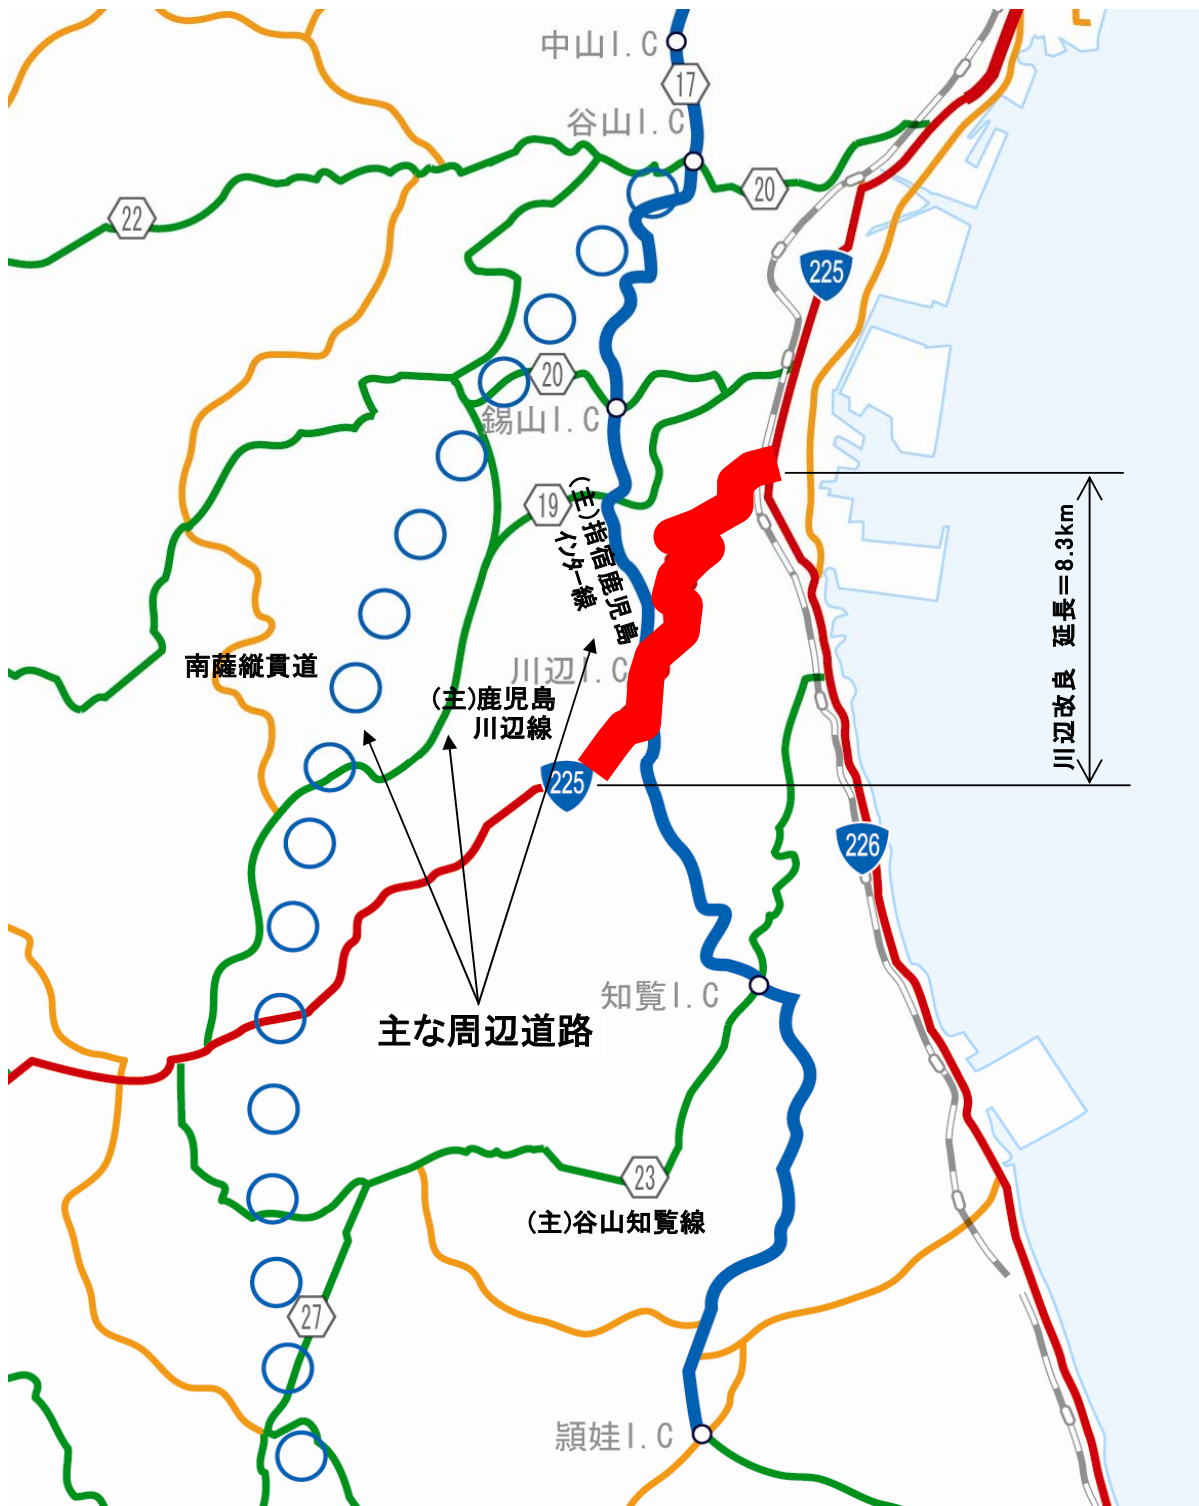 中山I.C
17
谷山I.C
20
22
225
20
錫山I.C
19
(主)指宿鹿児島
インター線
川辺改良 延長＝8.3km
川辺I.C
南薩縦貫道
(主)鹿児島
川辺線
225
226
知覧I.C
主な周辺道路
23
(主)谷山知覧線
27
頴娃I.C